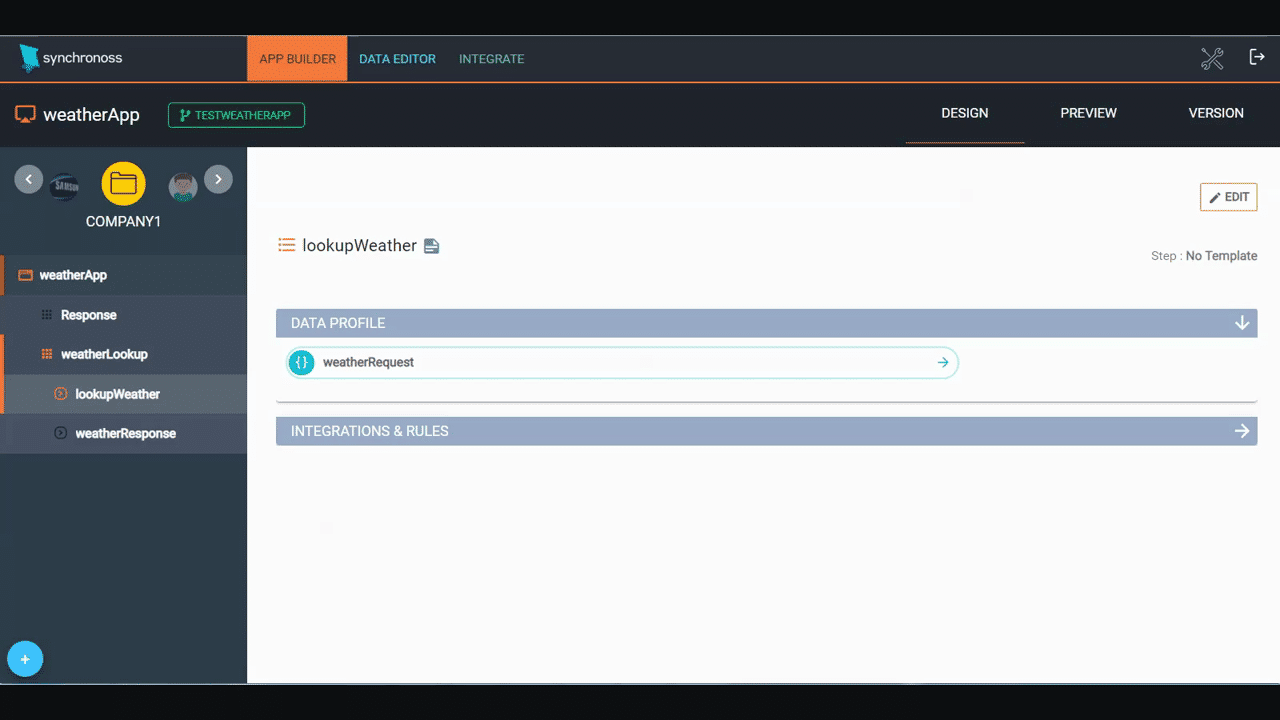 synchronoss
APP BUILDER
DATA EDITOR
INTEGRATE
weatherApp
TESTWEATHERAPP
DESIGN
PREVIEW
VERSION
SAMSUN
COMPANY1
weatherApp
Response
weatherLookup
lookupWeather
weatherResponse
EDIT
lookupWeather
Step : No Template
DATA PROFILE
{} weatherRequest
INTEGRATIONS & RULES